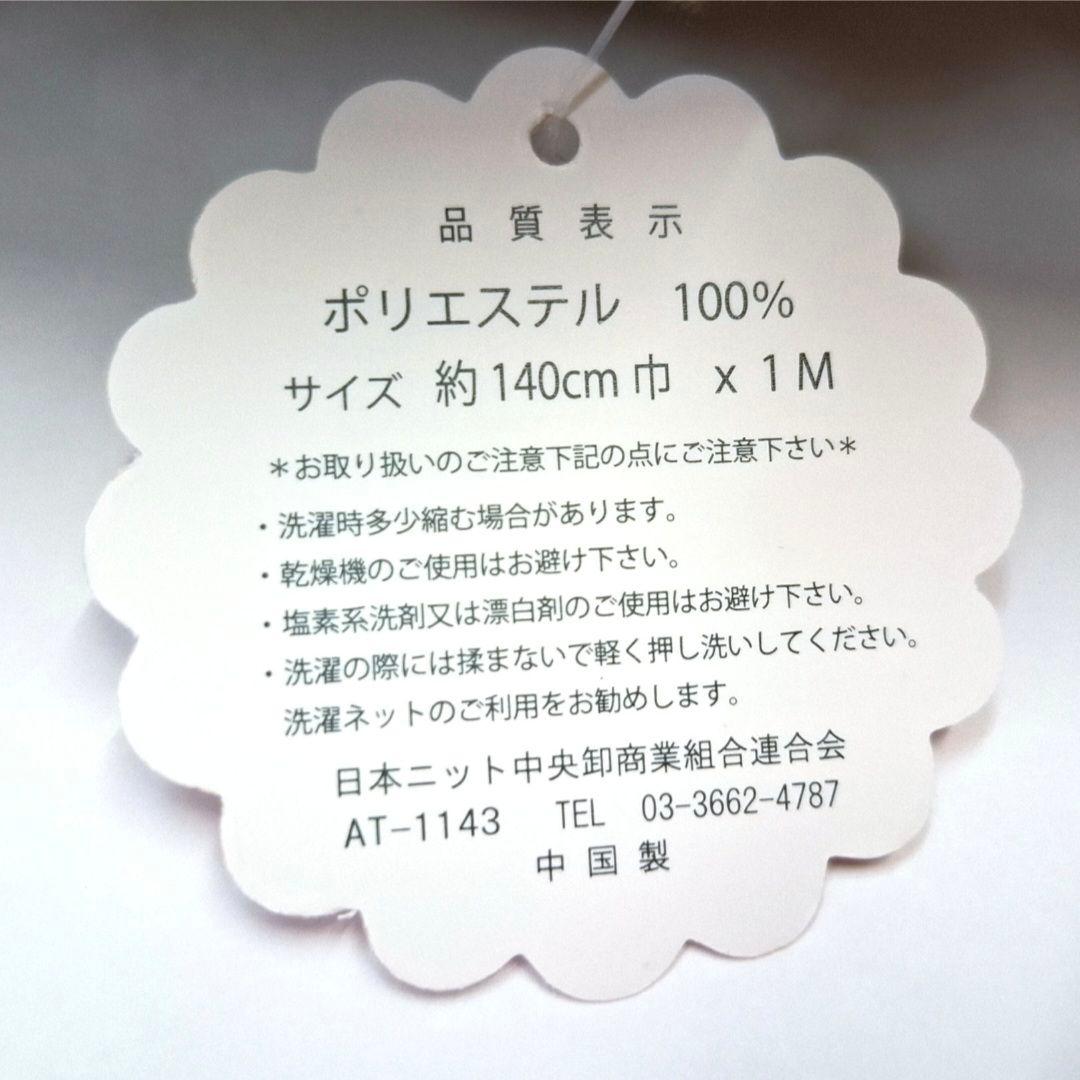 品質表示
ポリエステル 100%
サイズ 約140cm巾 x 1M
＊お取り扱いのご注意下記の点にご注意下さい＊
・洗濯時多少縮む場合があります。
・乾燥機のご使用はお避け下さい。
・塩素系洗剤又は漂白剤のご使用はお避け下さい。
・洗濯の際には揉まないで軽く押し洗いしてください。
洗濯ネットのご利用をお勧めします。
日本ニット中央卸商業組合連合会
AT-1143 TEL 03-3662-4787
中国製